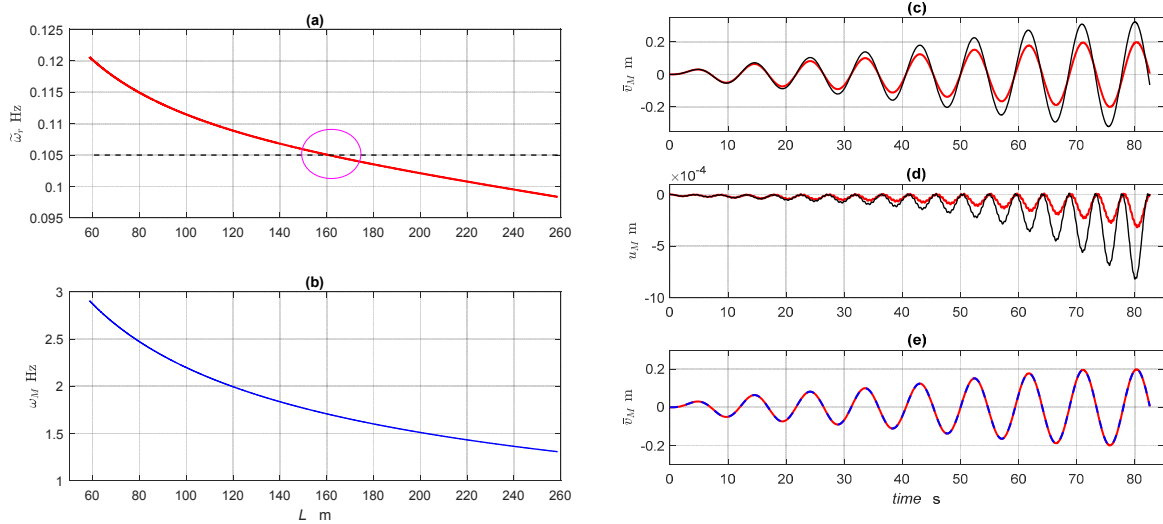 (a)
0.125
0.12
0.115
0.11
0.105
0.1
0.095
ω̃r Hz
60 80 100 120 140 160 180 200 220 240 260
(b)
3
2.5
2
1.5
1
ωM Hz
60 80 100 120 140 160 180 200 220 240 260
L m
(c)
0.2
0
-0.2
v̄M m
0 10 20 30 40 50 60 70 80
(d)
×10-4
0
-5
-10
uM m
0 10 20 30 40 50 60 70 80
(e)
0.2
0
-0.2
v̄M m
0 10 20 30 40 50 60 70 80
time s